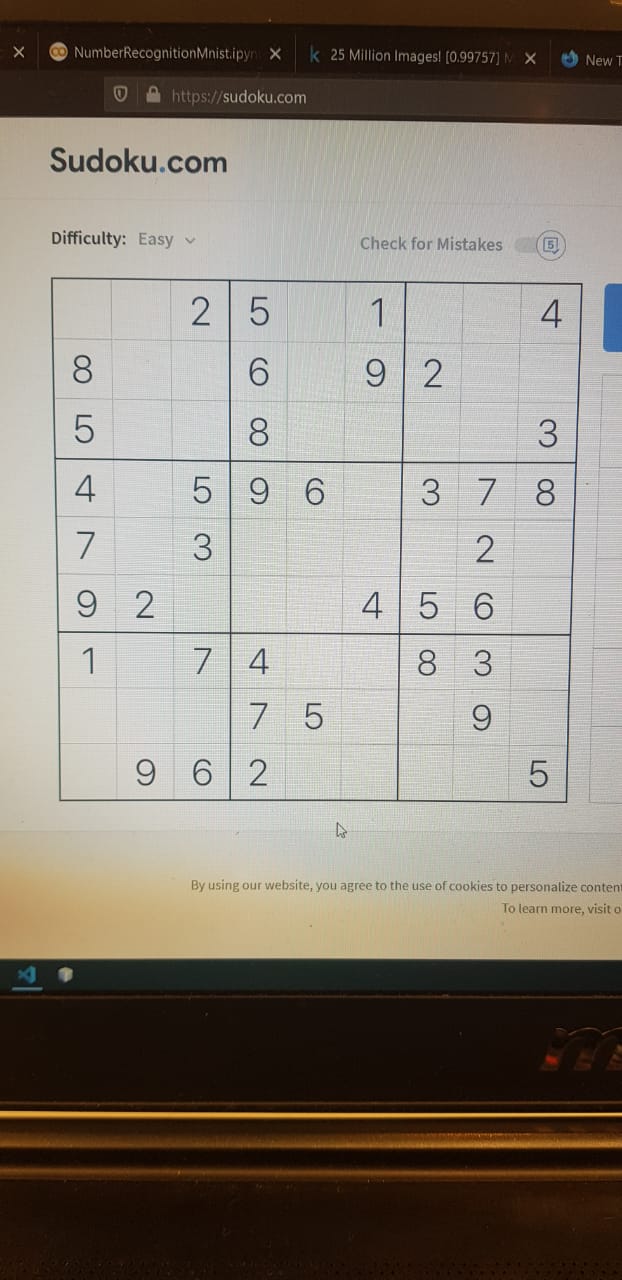 NumberRecognitionMnist.ipyn
25 Million Images! [0.99757] M
New T
https://sudoku.com
Sudoku.com
Difficulty: Easy
Check for Mistakes
2 5 1 4
8 6 9 2
5 8 3
4 5 9 6 3 7 8
7 3 2
9 2 4 5 6
1 7 4 8 3
7 5 9
9 6 2 5
By using our website, you agree to the use of cookies to personalize content
To learn more, visit o